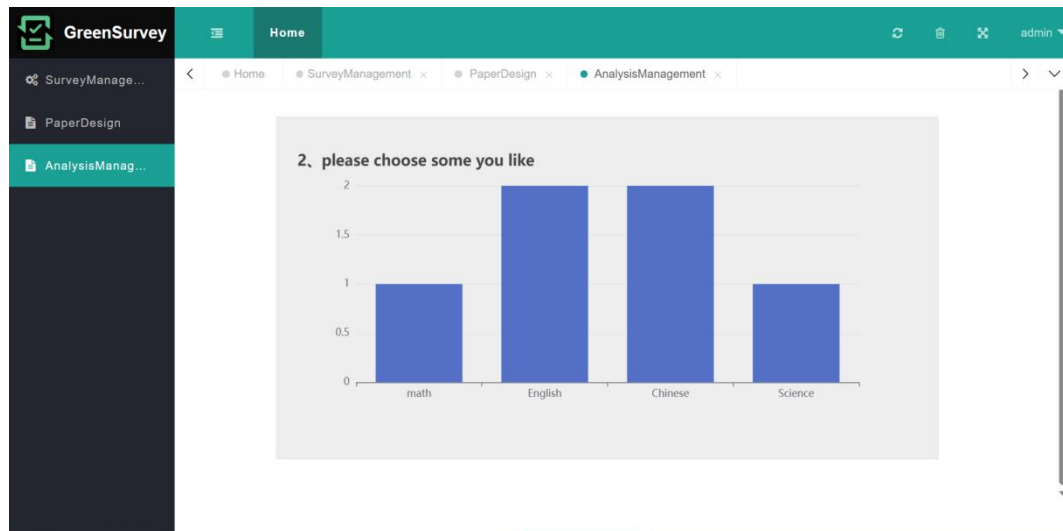 GreenSurvey Home admin
SurveyManage...
Home SurveyManagement × PaperDesign × AnalysisManagement ×
PaperDesign
AnalysisManag...
2、please choose some you like
2
1.5
1
0.5
0
math English Chinese Science